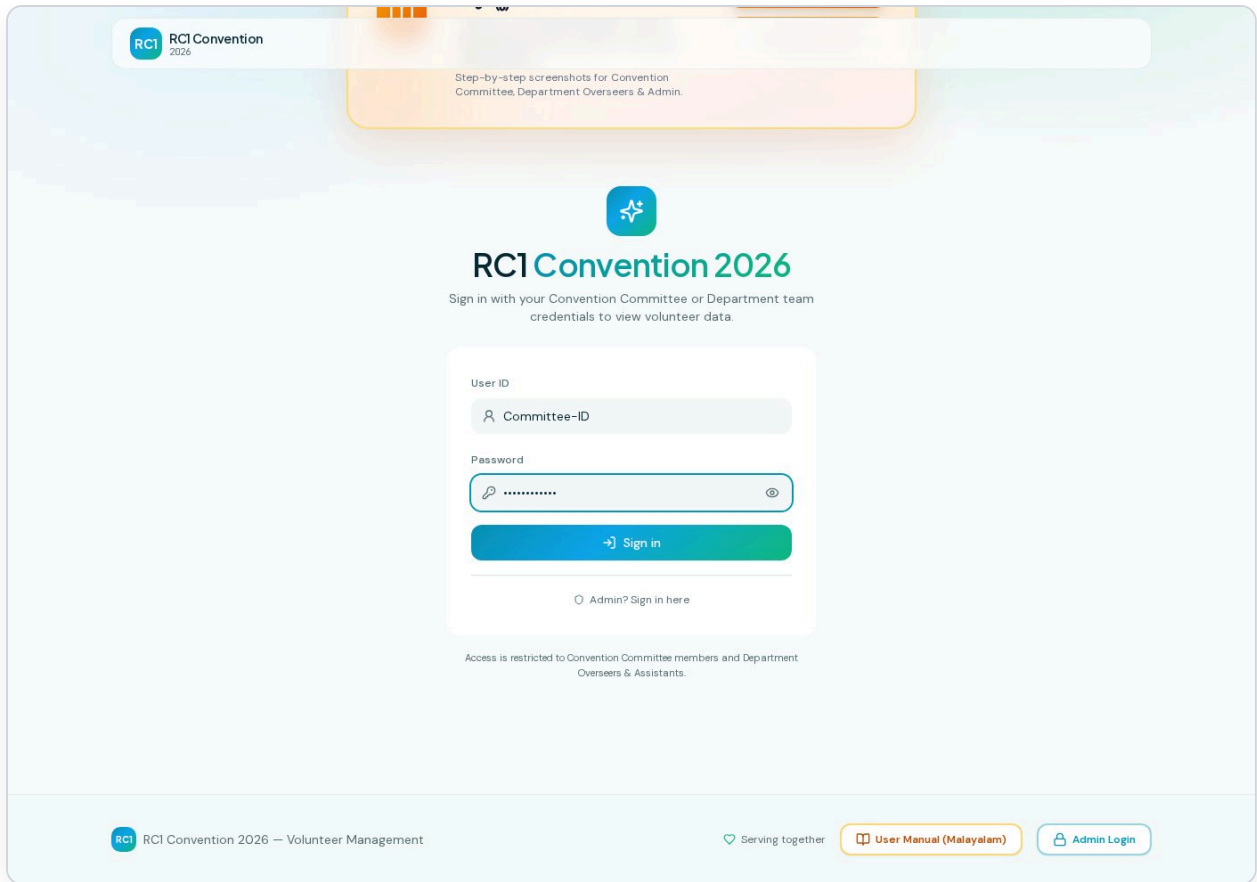 RC1
RC1 Convention
2026
Step-by-step screenshots for Convention
Committee, Department Overseers & Admin.
RC1 Convention 2026
Sign in with your Convention Committee or Department team
credentials to view volunteer data.
User ID
Committee-ID
Password
••••••••••••
Sign in
Admin? Sign in here
Access is restricted to Convention Committee members and Department
Overseers & Assistants.
RC1
RC1 Convention 2026 — Volunteer Management
Serving together
User Manual (Malayalam)
Admin Login